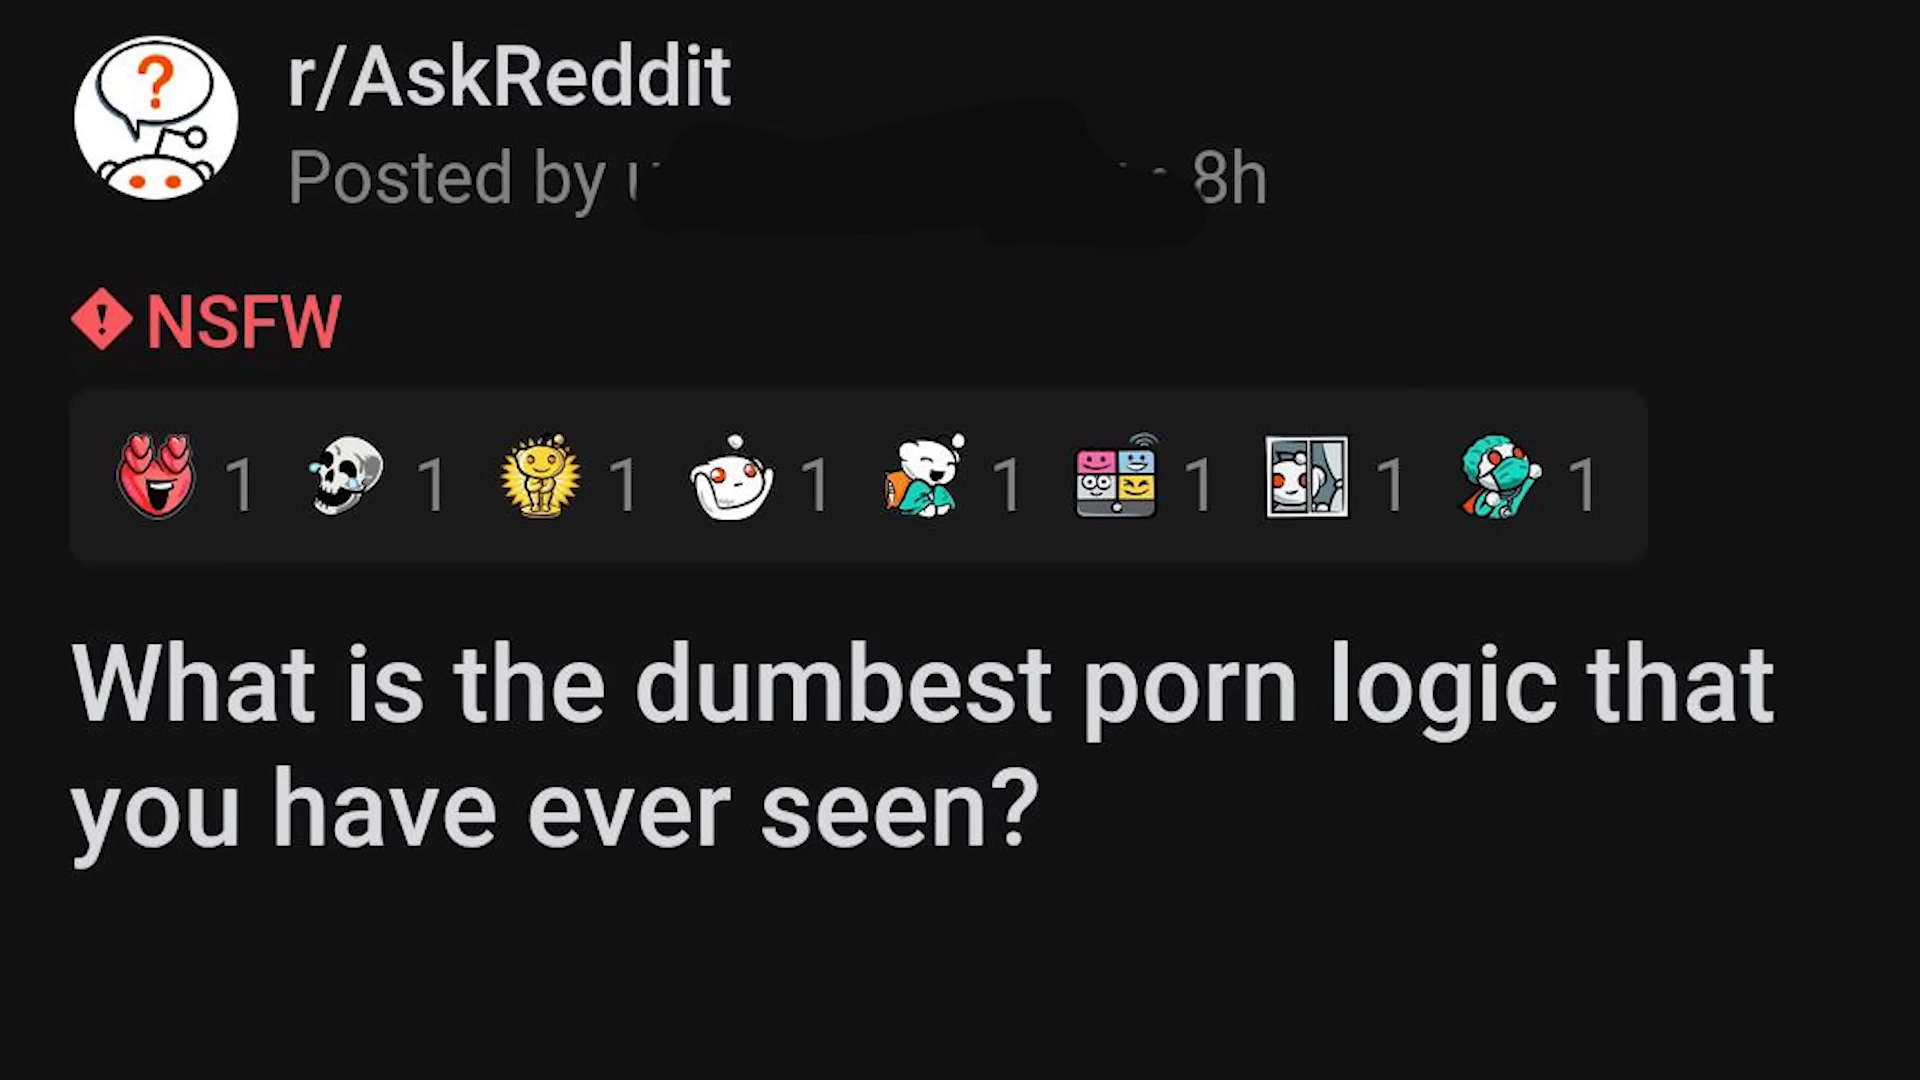 ?
r/AskReddit
Posted by
8h
NSFW
1 1 1 1 1 1 1 1
What is the dumbest porn logic that
you have ever seen?